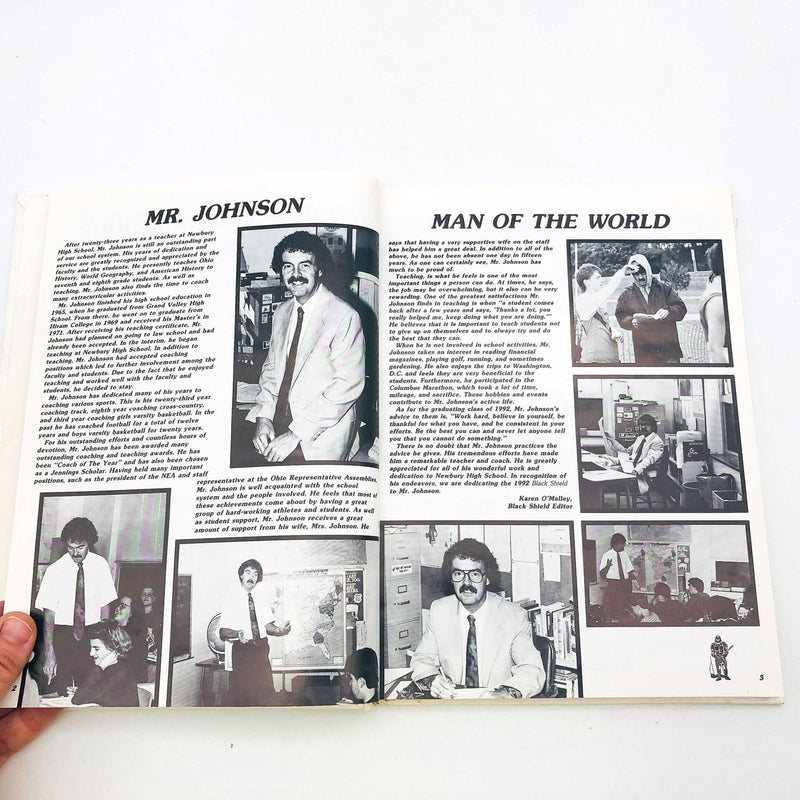 MR. JOHNSON
After twenty-three years as a teacher at Newbury
High School, Mr. Johnson is still an outstanding part
of our school system. His years of dedication and
service are greatly recognized and appreciated by the
faculty and students. He presently teaches Ohio
History, World Geography, and American History to
seventh and eighth grade students. As well as
teaching, Mr. Johnson also finds the time to coach
many extracurricular activities.
Mr. Johnson finished his high school education in
1965, when he graduated from Grand Valley High
School. From there, he went on to graduate from
Hiram College in 1969 and received his Master's in
1971. After receiving his teaching certificate, Mr.
Johnson had planned on going to law school and had
already been accepted. In the interim, he began
teaching at Newbury High School. In addition to
teaching, Mr. Johnson had accepted coaching
positions which led to further involvement among the
students and faculty. Due to the fact that he enjoyed
teaching and worked well with the faculty and
students, he decided to stay.
Mr. Johnson has dedicated many of his years to
coaching various sports. This is his twenty-third year
coaching track, eighth year coaching cross-country,
and third year coaching girls varsity basketball. In the
past he has coached football for a total of twelve
years and boys varsity basketball for twenty years.
For his outstanding efforts and countless hours of
devotion, Mr. Johnson has been awarded many
outstanding coaching and teaching awards. He has
been "Coach of The Year" and has also been chosen
as a Jennings Scholar. Having held many important
positions, such as the president of the NEA and staff
representative at the Ohio Representative Assemblies,
Mr. Johnson is well acquainted with the school
system and the people involved. He feels that most of
these achievements come about by having a great
group of hard-working athletes and students. As well
as student support, Mr. Johnson receives a great
amount of support from his wife, Mrs. Johnson. He
2
MAN OF THE WORLD
says that having a very supportive wife on the staff
has helped him a great deal. In addition to all of the
above, he has not been absent one day in fifteen
years. As one can certainly see, Mr. Johnson has
much to be proud of.
Teaching, is what he feels is one of the most
important things a person can do. At times, he says,
the job may be overwhelming, but it also can be very
rewarding. One of the greatest satisfactions Mr.
Johnson finds in teaching is when "a student comes
back after a few years and says, "Thanks a lot, you
really helped me, keep doing what you are doing.—
He believes that it is important to teach students not
to give up on themselves and to always try and do
the best that they can.
When he is not involved in school activities, Mr.
Johnson takes an interest in reading financial
magazines, playing golf, running, and sometimes
gardening. He also enjoys the trips to Washington,
D.C. and feels they are very beneficial to the
students. Furthermore, he participated in the
Columbus Marathon, which took a lot of time,
mileage, and sacrifice. These hobbies and events
contribute to Mr. Johnson's active life.
As for the graduating class of 1992, Mr. Johnson's
advice to them is, "Work hard, believe in yourself, be
thankful for what you have, and be consistent in your
efforts. Be the best you can and never let anyone tell
you that you cannot do something."
There is no doubt that Mr. Johnson practices the
advice he gives. His tremendous efforts have made
him a remarkable teacher and coach. He is greatly
appreciated for all of his wonderful work and
dedication to Newbury High School. In recognition of
his endeavors, we are dedicating the 1992 Black Shield
to Mr. Johnson.
Karen O'Malley,
Black Shield Editor
3